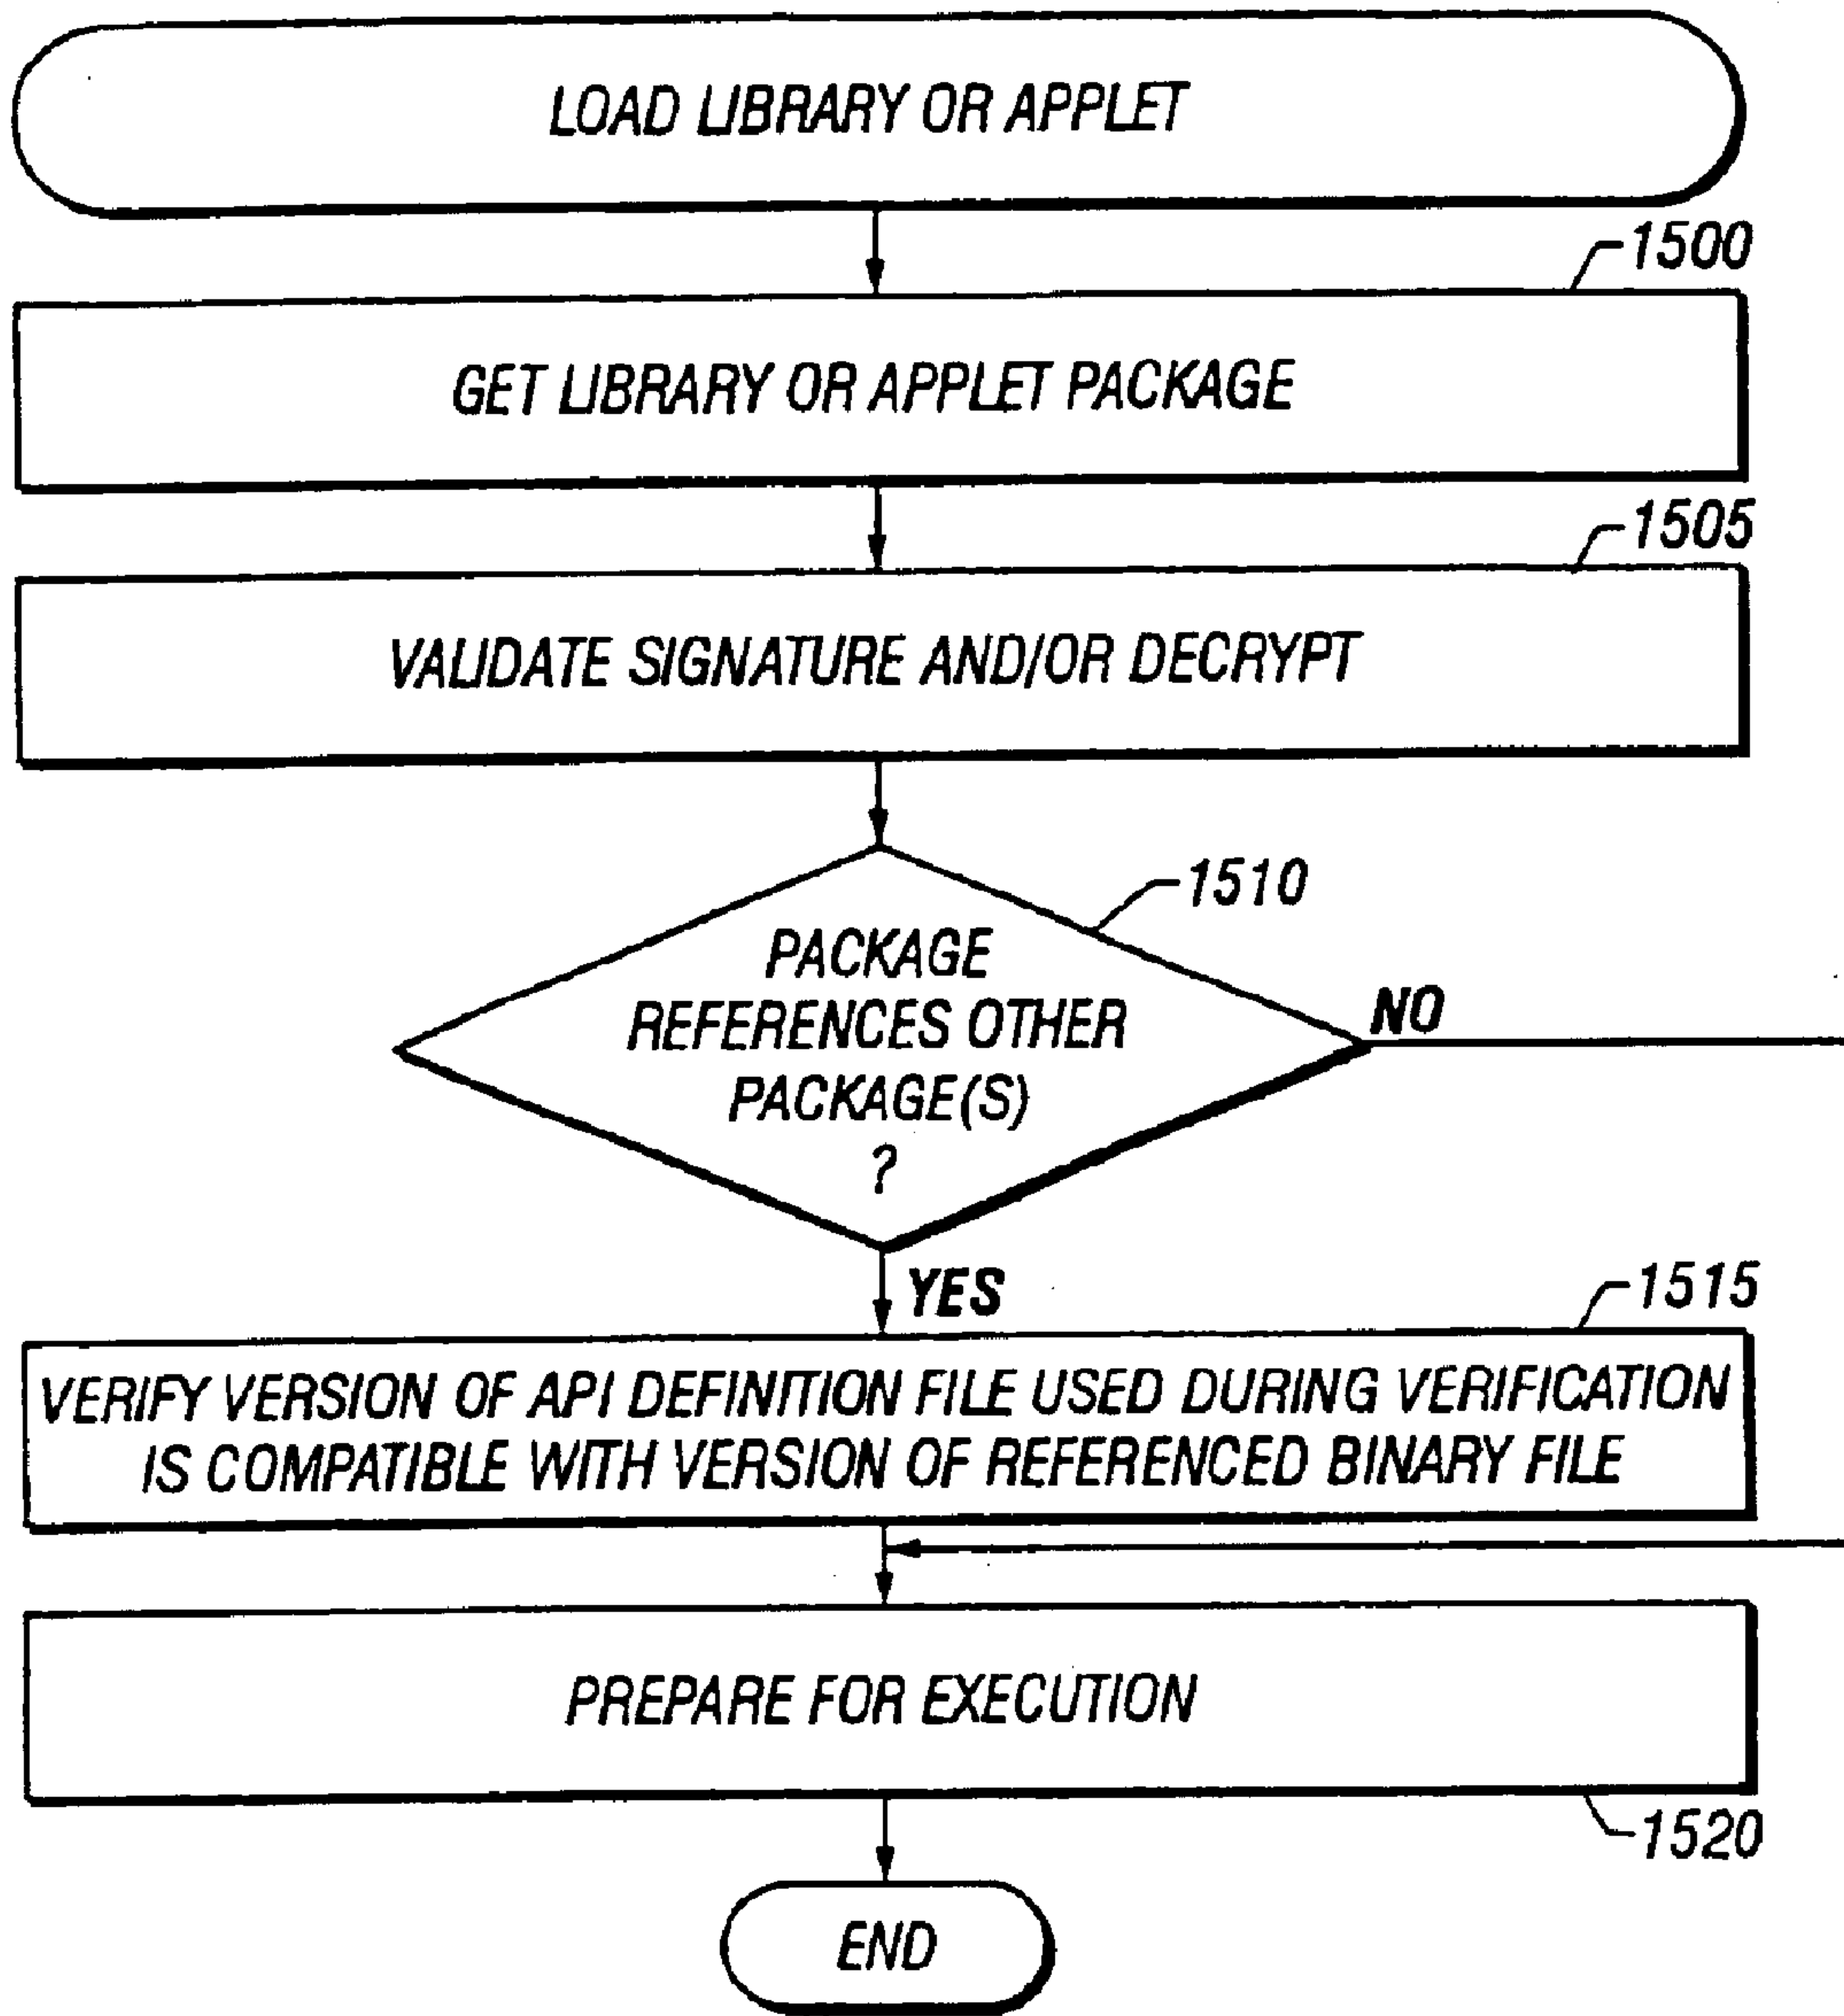 LOAD LIBRARY OR APPLET
1500
GET LIBRARY OR APPLET PACKAGE
1505
VALIDATE SIGNATURE AND/OR DECRYPT
1510
PACKAGE
REFERENCES OTHER
PACKAGE(S)
?
NO
YES
1515
VERIFY VERSION OF API DEFINITION FILE USED DURING VERIFICATION
IS COMPATIBLE WITH VERSION OF REFERENCED BINARY FILE
PREPARE FOR EXECUTION
1520
END